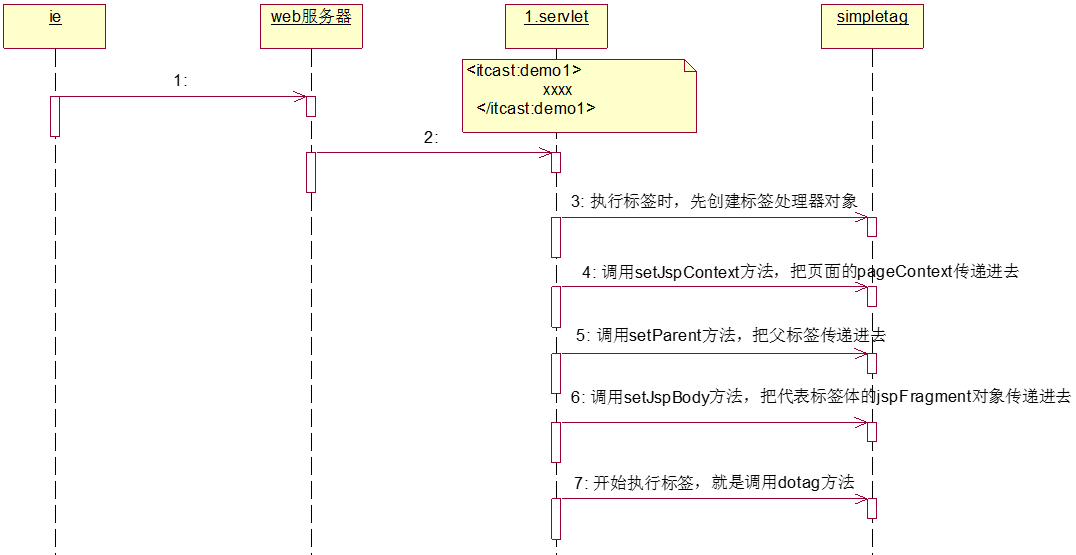 ie
web服务器
1.servlet
simpletag
<itcast:demo1>
xxxx
</itcast:demo1>
1:
2:
3: 执行标签时，先创建标签处理器对象
4: 调用setJspContext方法，把页面的pageContext传递进去
5: 调用setParent方法，把父标签传递进去
6: 调用setJspBody方法，把代表标签体的jspFragment对象传递进去
7: 开始执行标签，就是调用dotag方法